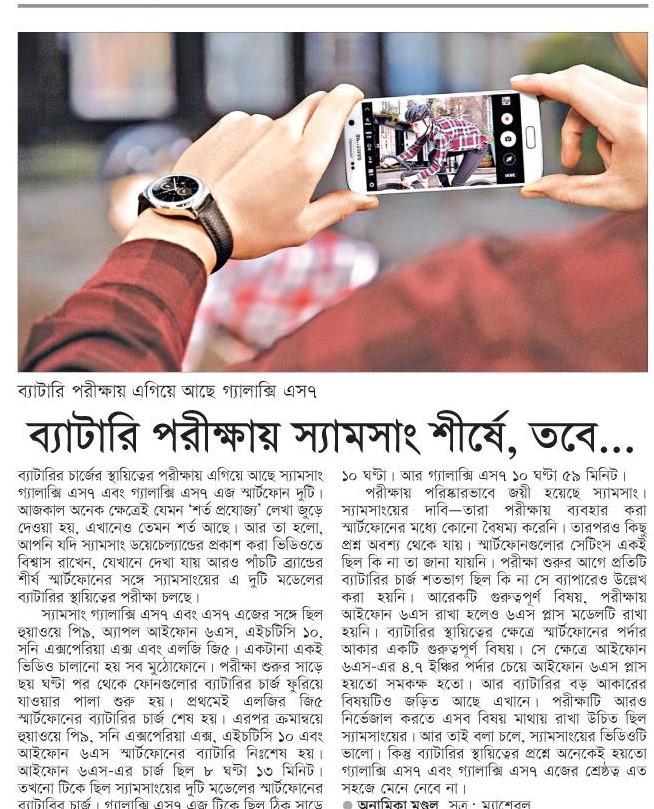 SAMSUNG
MORE
ব্যাটারি পরীক্ষায় এগিয়ে আছে গ্যালাক্সি এস৭
ব্যাটারি পরীক্ষায় স্যামসাং শীর্ষে, তবে...
ব্যাটারির চার্জের স্থায়িত্বের পরীক্ষায় এগিয়ে আছে স্যামসাং
গ্যালাক্সি এস৭ এবং গ্যালাক্সি এস৭ এজ স্মার্টফোন দুটি।
আজকাল অনেক ক্ষেত্রেই যেমন ‘শর্ত প্রযোজ্য’ লেখা জুড়ে
দেওয়া হয়, এখানেও তেমন শর্ত আছে। আর তা হলো,
আপনি যদি স্যামসাং ডয়েচেল্যান্ডের প্রকাশ করা ভিডিওতে
বিশ্বাস রাখেন, যেখানে দেখা যায় আরও পাঁচটি ব্র্যান্ডের
শীর্ষ স্মার্টফোনের সঙ্গে স্যামসাংয়ের এ দুটি মডেলের
ব্যাটারির স্থায়িত্বের পরীক্ষা চলছে।
স্যামসাং গ্যালাক্সি এস৭ এবং এস৭ এজের সঙ্গে ছিল
হুয়াওয়ে পি৯, অ্যাপল আইফোন ৬এস, এইচটিসি ১০,
সনি এক্সপেরিয়া এক্স এবং এলজি জি৫। একটানা একই
ভিডিও চালানো হয় সব মুঠোফোনে। পরীক্ষা শুরুর সাড়ে
ছয় ঘণ্টা পর থেকে ফোনগুলোর ব্যাটারির চার্জ ফুরিয়ে
যাওয়ার পালা শুরু হয়। প্রথমেই এলজির জি৫
স্মার্টফোনের ব্যাটারির চার্জ শেষ হয়। এরপর ক্রমান্বয়ে
হুয়াওয়ে পি৯, সনি এক্সপেরিয়া এক্স, এইচটিসি ১০ এবং
আইফোন ৬এস স্মার্টফোনের ব্যাটারি নিঃশেষ হয়।
আইফোন ৬এস-এর চার্জ ছিল ৮ ঘণ্টা ১৩ মিনিট।
তখনো টিকে ছিল স্যামসাংয়ের দুটি মডেলের স্মার্টফোনের
ব্যাটারির চার্জ। গ্যালাক্সি এস৭ এজ টিকে ছিল ঠিক সাড়ে
১০ ঘণ্টা। আর গ্যালাক্সি এস৭ ১০ ঘণ্টা ৫৯ মিনিট।
পরীক্ষায় পরিষ্কারভাবে জয়ী হয়েছে স্যামসাং।
স্যামসাংয়ের দাবি—তারা পরীক্ষায় ব্যবহার করা
স্মার্টফোনের মধ্যে কোনো বৈষম্য করেনি। তারপরও কিছু
প্রশ্ন অবশ্য থেকে যায়। স্মার্টফোনগুলোর সেটিংস একই
ছিল কি না তা জানা যায়নি। পরীক্ষা শুরুর আগে প্রতিটি
ব্যাটারির চার্জ শতভাগ ছিল কি না সে ব্যাপারেও উল্লেখ
করা হয়নি। আরেকটি গুরুত্বপূর্ণ বিষয়, পরীক্ষায়
আইফোন ৬এস রাখা হলেও ৬এস প্লাস মডেলটি রাখা
হয়নি। ব্যাটারির স্থায়িত্বের ক্ষেত্রে স্মার্টফোনের পর্দার
আকার একটি গুরুত্বপূর্ণ বিষয়। সে ক্ষেত্রে আইফোন
৬এস-এর ৪.৭ ইঞ্চির পর্দার চেয়ে আইফোন ৬এস প্লাস
হয়তো সমকক্ষ হতো। আর ব্যাটারির বড় আকারের
বিষয়টিও জড়িত আছে এখানে। পরীক্ষাটি আরও
নির্ভেজাল করতে এসব বিষয় মাথায় রাখা উচিত ছিল
স্যামসাংয়ের। আর তাই বলা চলে, স্যামসাংয়ের ভিডিওটি
ভালো। কিন্তু ব্যাটারির স্থায়িত্বের প্রশ্নে অনেকেই হয়তো
গ্যালাক্সি এস৭ এবং গ্যালাক্সি এস৭ এজের শ্রেষ্ঠত্ব এত
সহজে মেনে নেবে না।
● অনামিকা মণ্ডল সূত্র : ম্যাশেবল